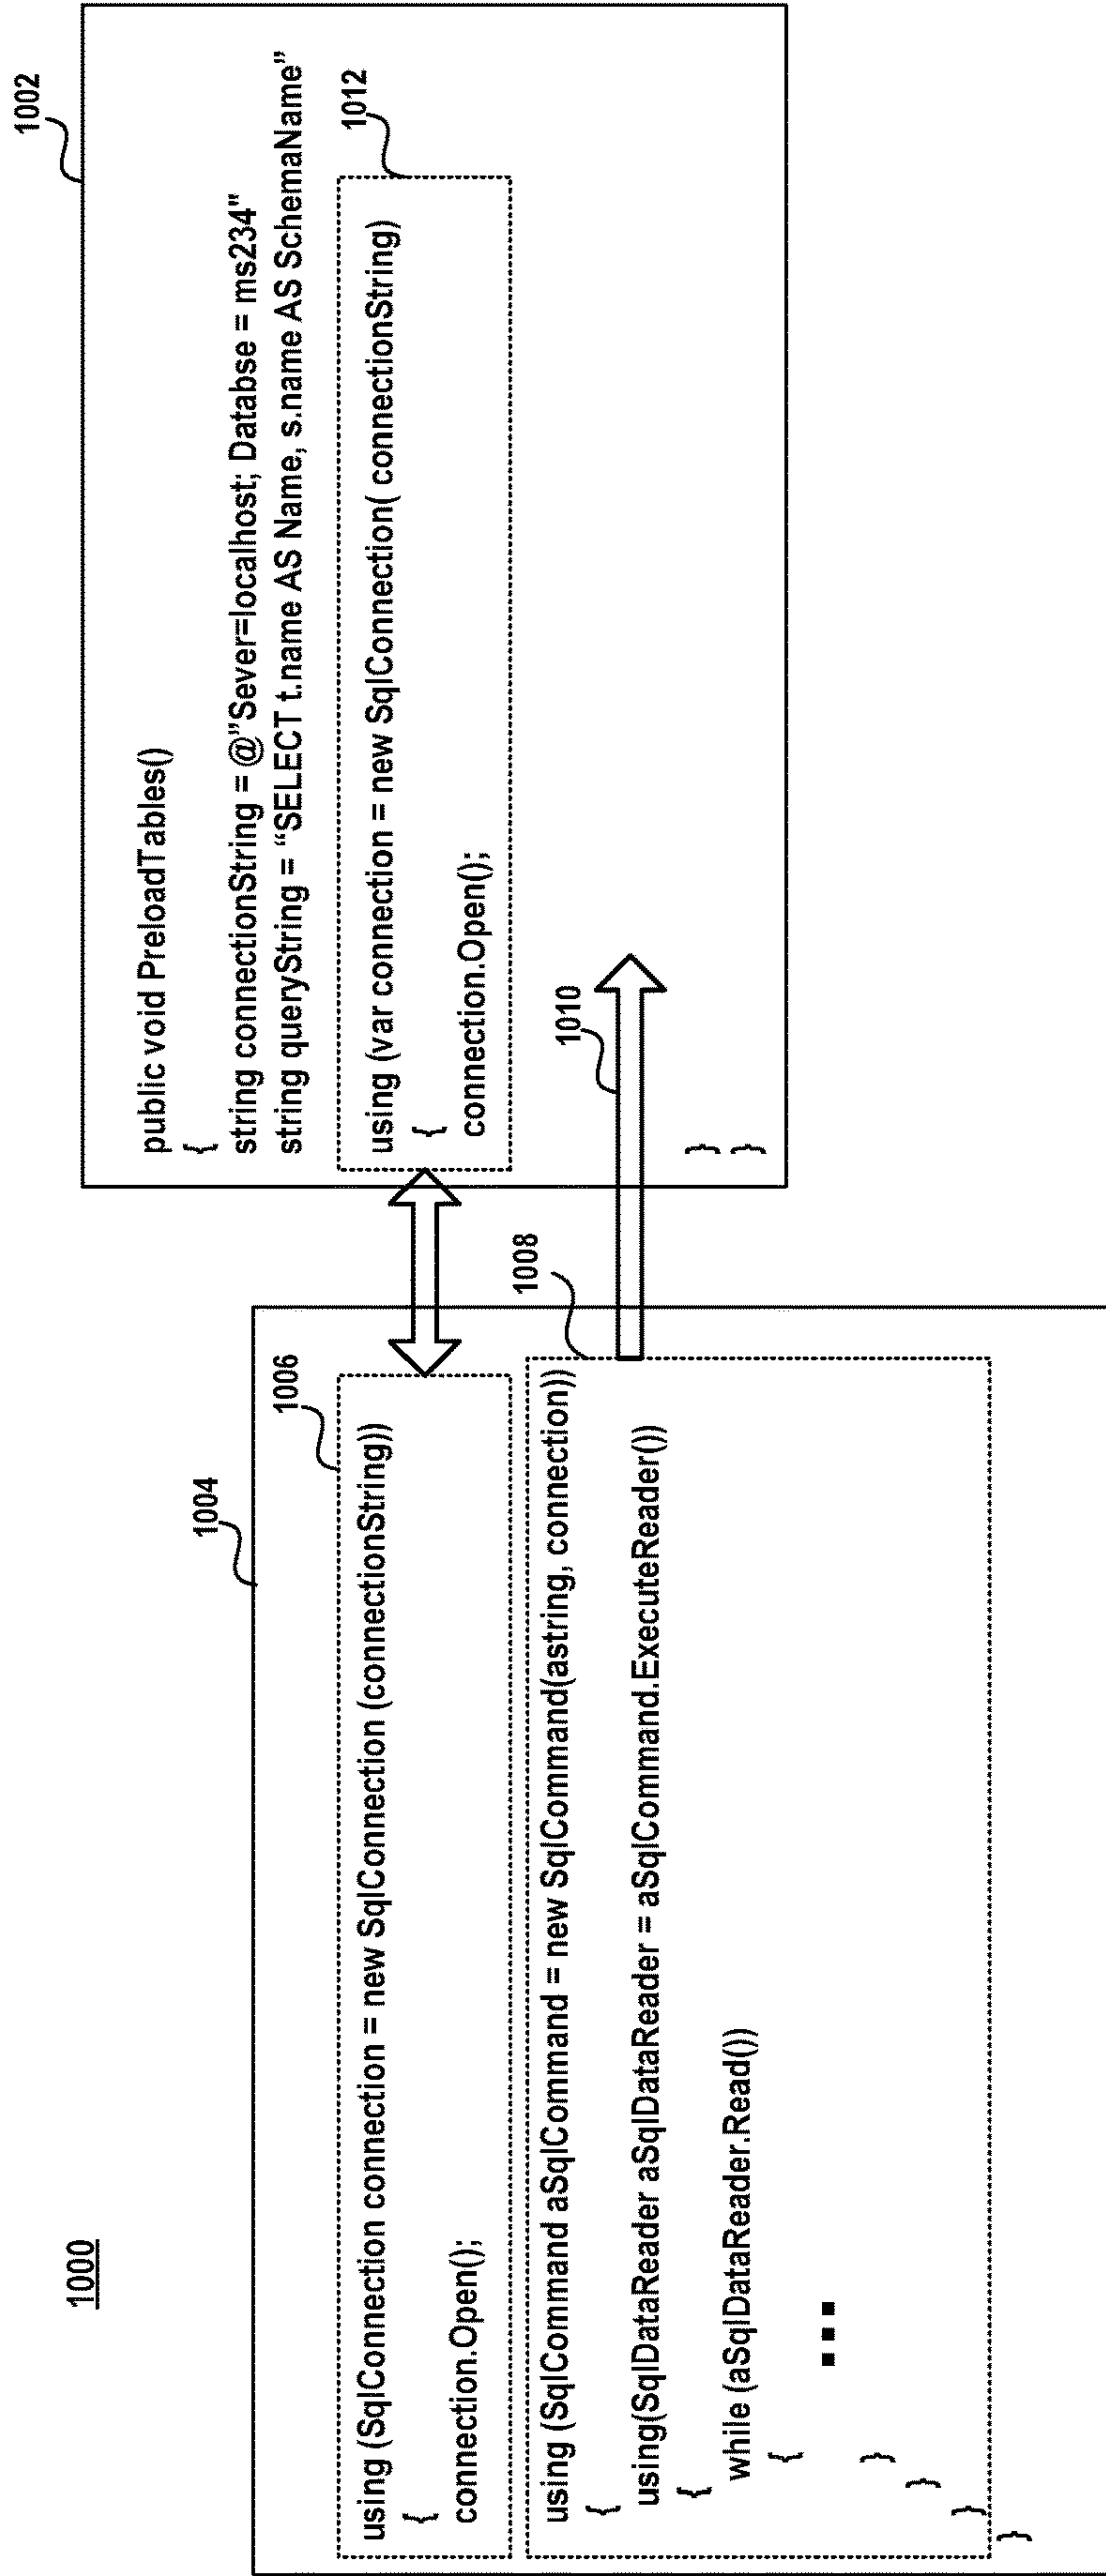 1000
1004
1006
using (SqlConnection connection = new SqlConnection (connectionString))
{
connection.Open();
1008
using (SqlCommand aSqlCommand = new SqlCommand(astring, connection))
{
using(SqlDataReader aSqlDataReader = aSqlCommand.ExecuteReader())
{
while (aSqlDataReader.Read())
{
...
}
}
}
}
1002
public void PreloadTables()
{
string connectionString = @”Sever=localhost; Databse = ms234"
string queryString = “SELECT t.name AS Name, s.name AS SchemaName”
1012
using (var connection = new SqlConnection( connectionString)
{
connection.Open();
1010
}
}